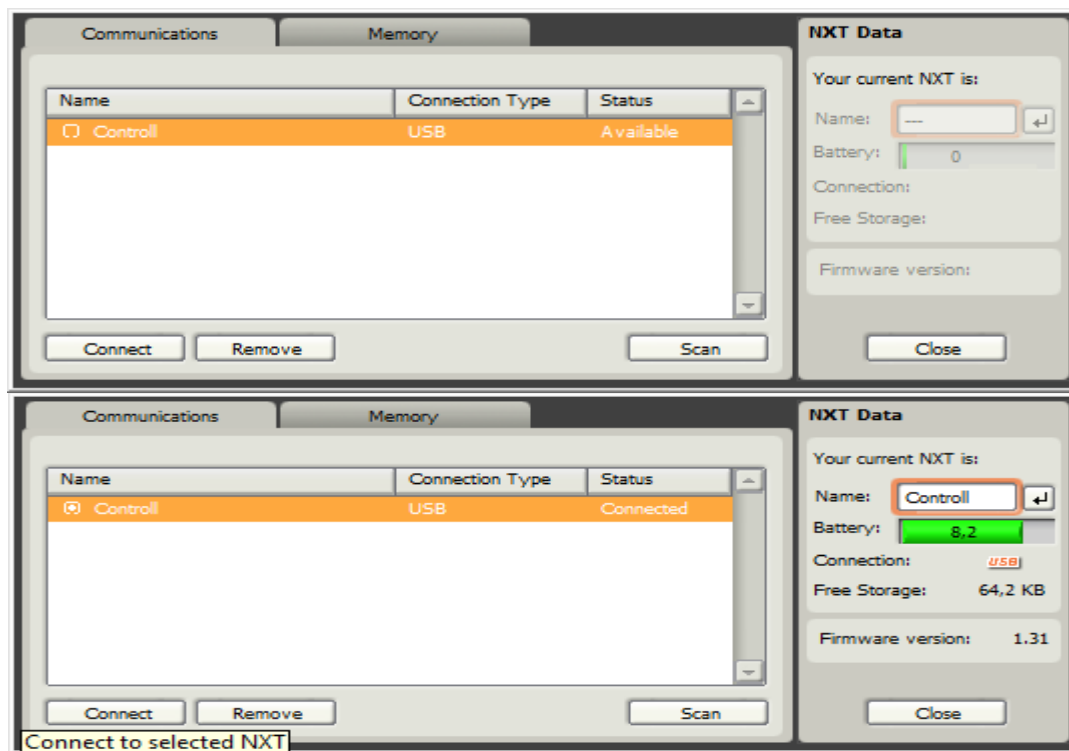 Communications Memory
Name Connection Type Status
Controll USB Available
Connect Remove Scan
NXT Data
Your current NXT is:
Name: ---
Battery: 0
Connection:
Free Storage:
Firmware version:
Close
Communications Memory
Name Connection Type Status
Controll USB Connected
Connect Remove Scan
Connect to selected NXT
NXT Data
Your current NXT is:
Name: Controll
Battery: 8,2
Connection: USB
Free Storage: 64,2 KB
Firmware version: 1.31
Close